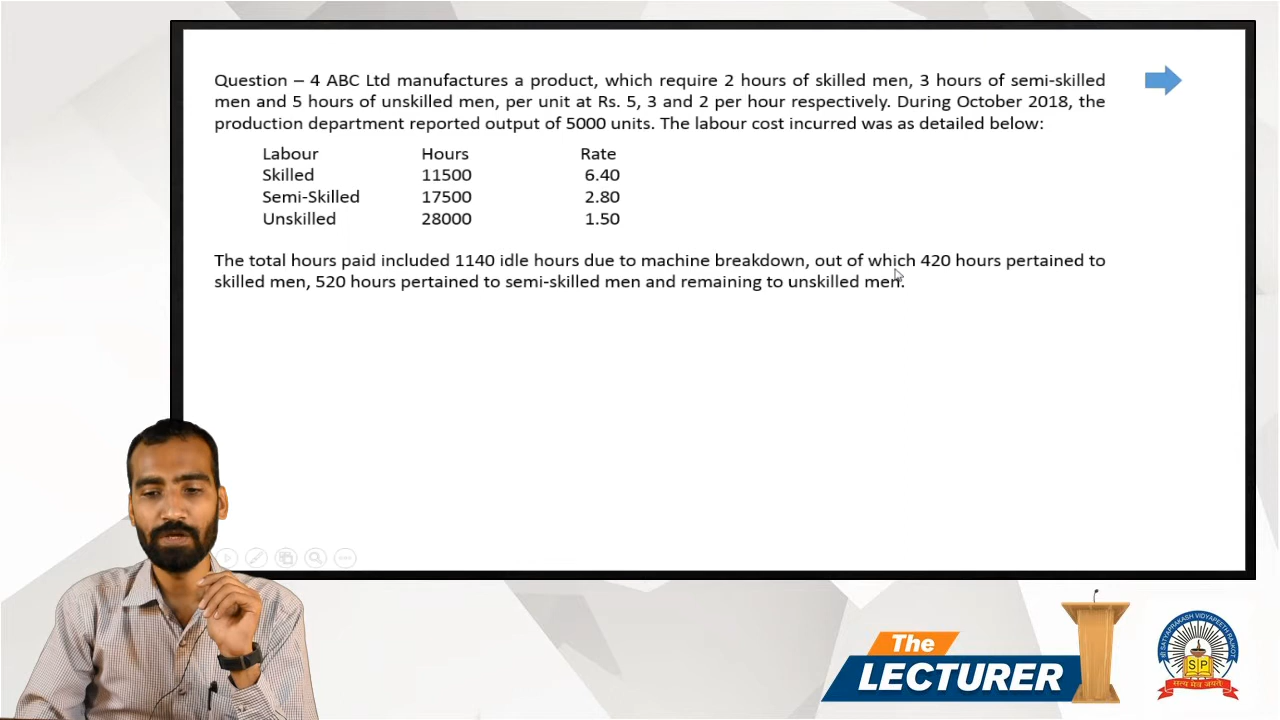 Question – 4 ABC Ltd manufactures a product, which require 2 hours of skilled men, 3 hours of semi-skilled
men and 5 hours of unskilled men, per unit at Rs. 5, 3 and 2 per hour respectively. During October 2018, the
production department reported output of 5000 units. The labour cost incurred was as detailed below:
Labour Hours Rate
Skilled 11500 6.40
Semi-Skilled 17500 2.80
Unskilled 28000 1.50
The total hours paid included 1140 idle hours due to machine breakdown, out of which 420 hours pertained to
skilled men, 520 hours pertained to semi-skilled men and remaining to unskilled men.
The
LECTURER
SATYAPRAKASH VIDYAPEETH RAJKOT
S P
सत्य मेव जयते